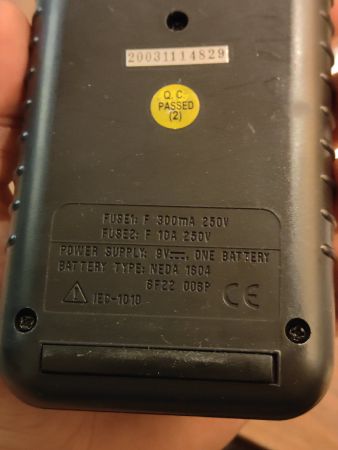 20031114829
Q.C.
PASSED
(2)
FUSE1: F 300mA 250V
FUSE2: F 10A 250V
POWER SUPPLY: 9V⎓, ONE BATTERY
BATTERY TYPE: NEDA 1604
6F22 006P
IEC-1010 CE